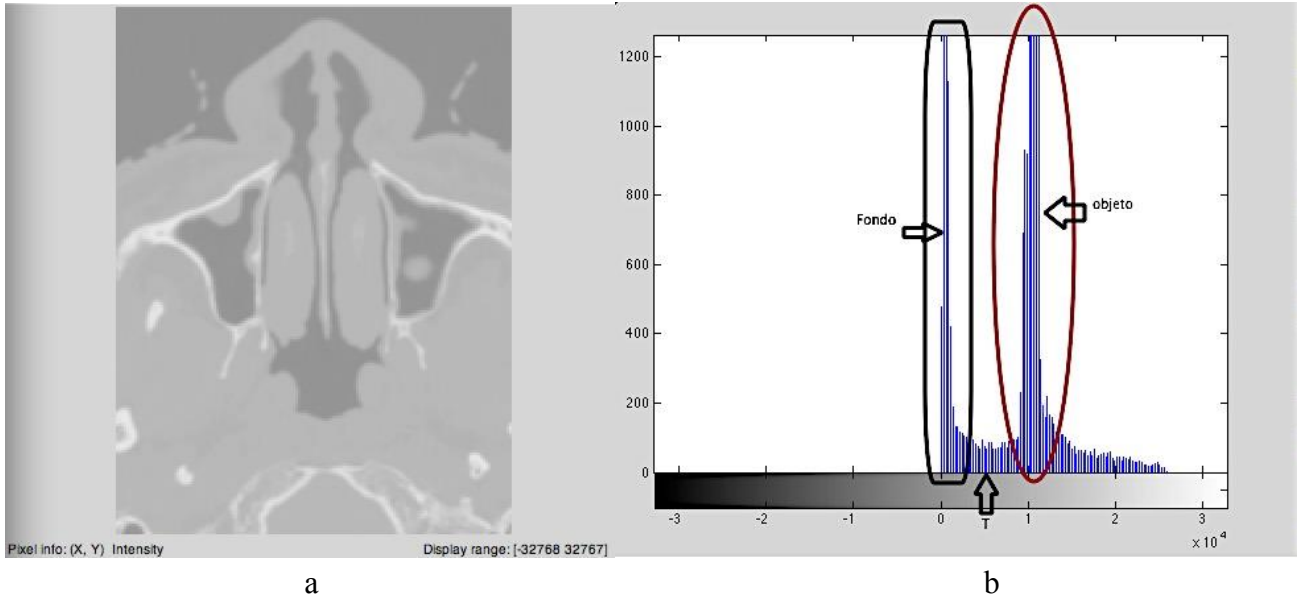 Pixel info: (X, Y) Intensity
Display range: [-32768 32767]
a
1200
1000
800
600
400
200
0
Fondo
objeto
-3
-2
-1
0
1
2
3
T
x 10^4
b